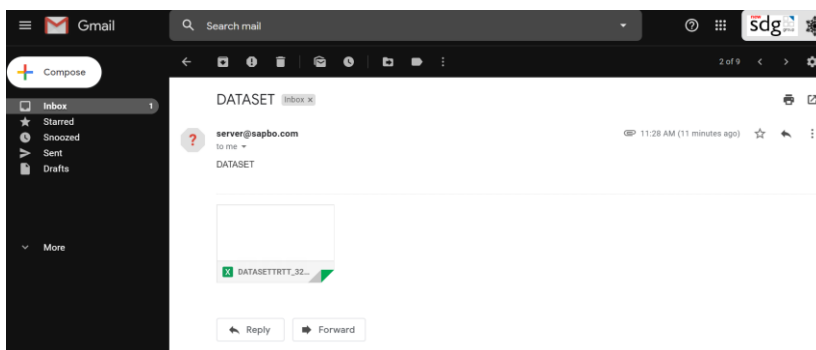 Gmail
Search mail
sdg group
Compose
2 of 9
Inbox 1
Starred
Snoozed
Sent
Drafts
More
DATASET Inbox x
server@sapbo.com
11:28 AM (11 minutes ago)
to me
DATASET
X DATASETTRTT_32...
Reply
Forward